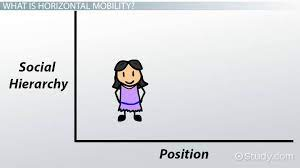 WHAT IS HORIZONTAL MOBILITY?
Social
Hierarchy
Position
Study.com